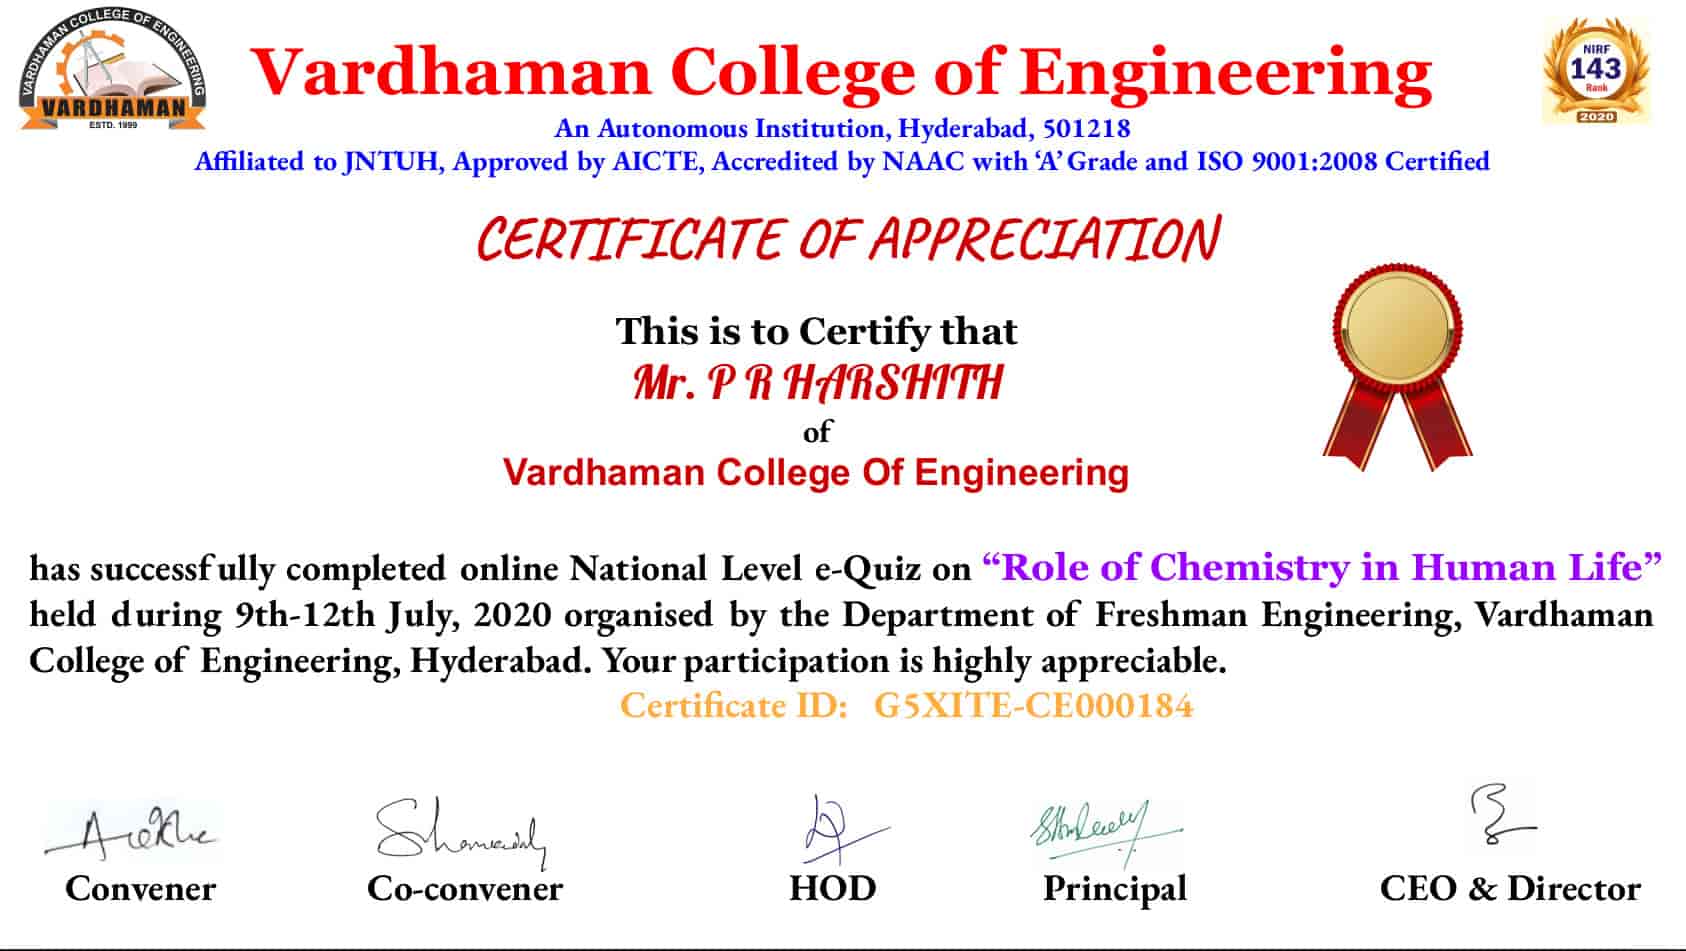 VARDHAMAN COLLEGE OF ENGINEERING
VARDHAMAN
ESTD. 1999
Vardhaman College of Engineering
NIRF
143
Rank
2020
An Autonomous Institution, Hyderabad, 501218
Affiliated to JNTUH, Approved by AICTE, Accredited by NAAC with ‘A’ Grade and ISO 9001:2008 Certified
CERTIFICATE OF APPRECIATION
This is to Certify that
Mr. P R HARSHITH
of
Vardhaman College Of Engineering
has successfully completed online National Level e-Quiz on “Role of Chemistry in Human Life”
held during 9th-12th July, 2020 organised by the Department of Freshman Engineering, Vardhaman
College of Engineering, Hyderabad. Your participation is highly appreciable.
Certificate ID: G5XITE-CE000184
Convener Co-convener HOD Principal CEO & Director